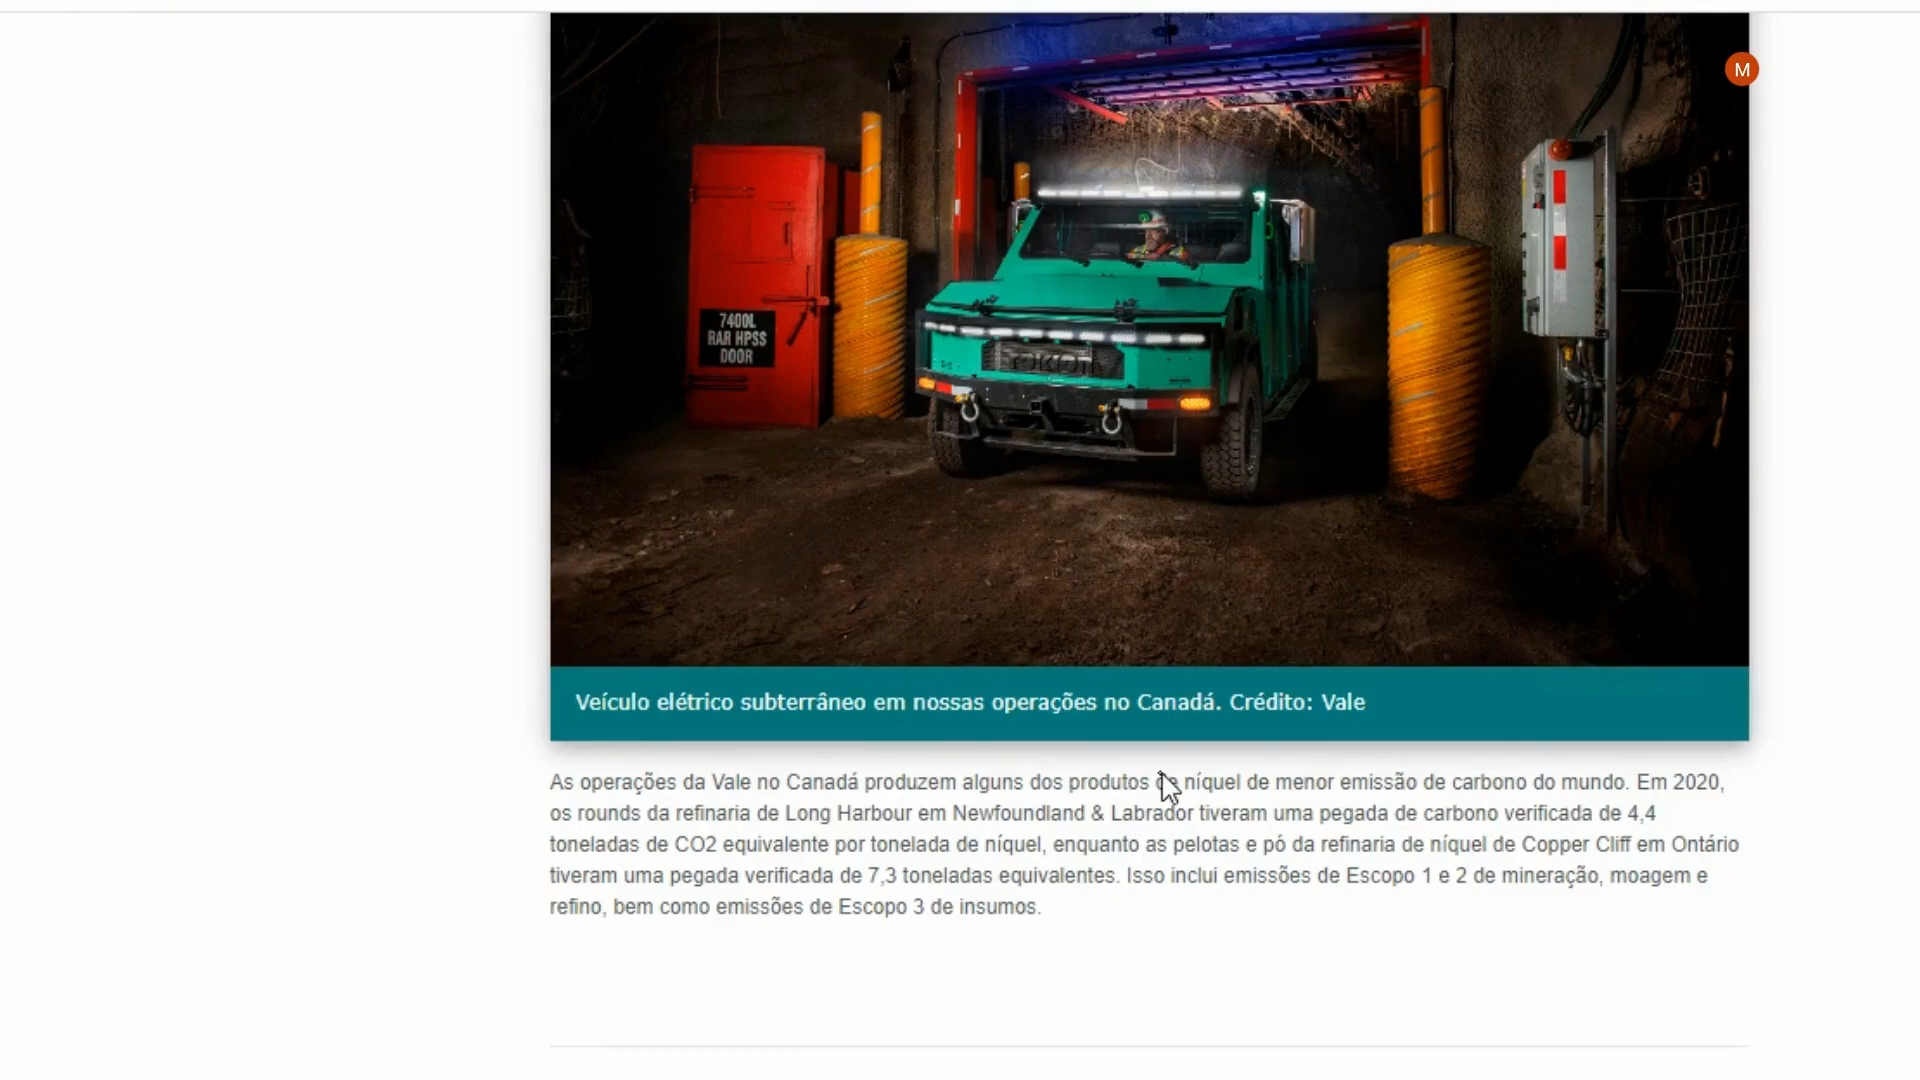 M
7400L
RAR HPSS
DOOR
Veículo elétrico subterrâneo em nossas operações no Canadá. Crédito: Vale
As operações da Vale no Canadá produzem alguns dos produtos de níquel de menor emissão de carbono do mundo. Em 2020,
os rounds da refinaria de Long Harbour em Newfoundland & Labrador tiveram uma pegada de carbono verificada de 4,4
toneladas de CO2 equivalente por tonelada de níquel, enquanto as pelotas e pó da refinaria de níquel de Copper Cliff em Ontário
tiveram uma pegada verificada de 7,3 toneladas equivalentes. Isso inclui emissões de Escopo 1 e 2 de mineração, moagem e
refino, bem como emissões de Escopo 3 de insumos.